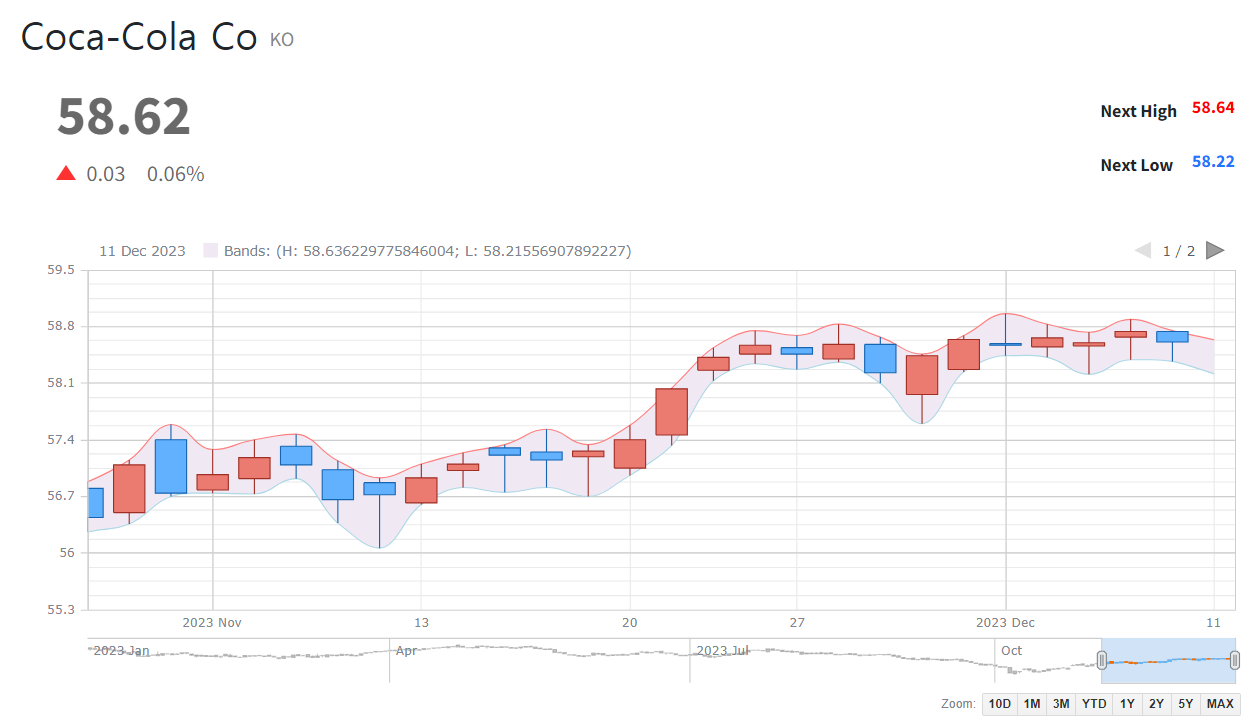 Coca-Cola Co KO
58.62
0.03 0.06%
Next High 58.64
Next Low 58.22
11 Dec 2023 Bands: (H: 58.636229775846004; L: 58.21556907892227)
1 / 2
59.5
58.8
58.1
57.4
56.7
56
55.3
2023 Nov 13 20 27 2023 Dec 11
2023 Jan Apr 2023 Jul Oct
Zoom: 10D 1M 3M YTD 1Y 2Y 5Y MAX